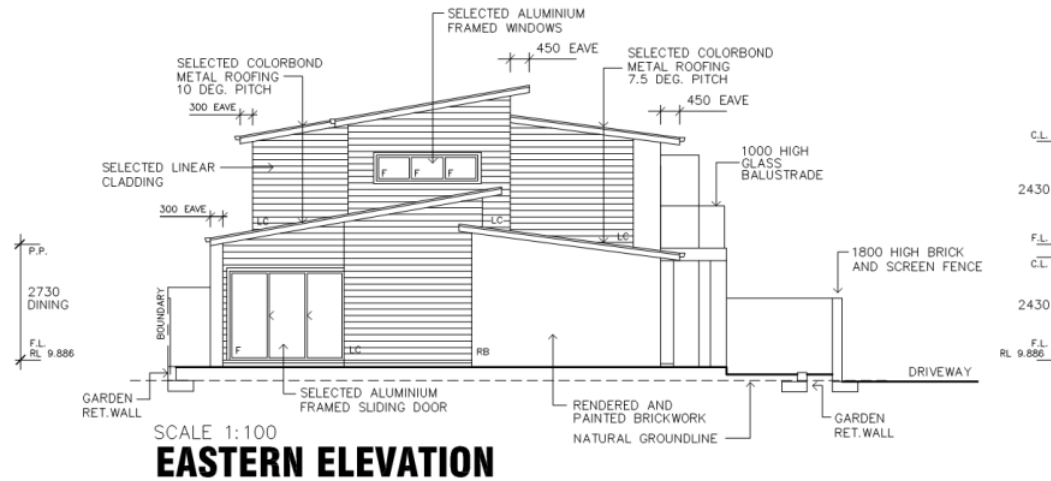 SELECTED ALUMINIUM
FRAMED WINDOWS
450 EAVE
SELECTED COLORBOND
METAL ROOFING
7.5 DEG. PITCH
SELECTED COLORBOND
METAL ROOFING
10 DEG. PITCH
300 EAVE
450 EAVE
C.L.
1000 HIGH
GLASS
BALUSTRADE
SELECTED LINEAR
CLADDING
F F F
2430
300 EAVE
LC
LC
LC
F.L.
P.P.
1800 HIGH BRICK
AND SCREEN FENCE
C.L.
2730
DINING
BOUNDARY
2430
F.L.
RL 9.886
F
LC
RB
F.L.
RL 9.886
DRIVEWAY
GARDEN
RET.WALL
SELECTED ALUMINIUM
FRAMED SLIDING DOOR
RENDERED AND
PAINTED BRICKWORK
NATURAL GROUNDLINE
GARDEN
RET.WALL
SCALE 1:100
EASTERN ELEVATION